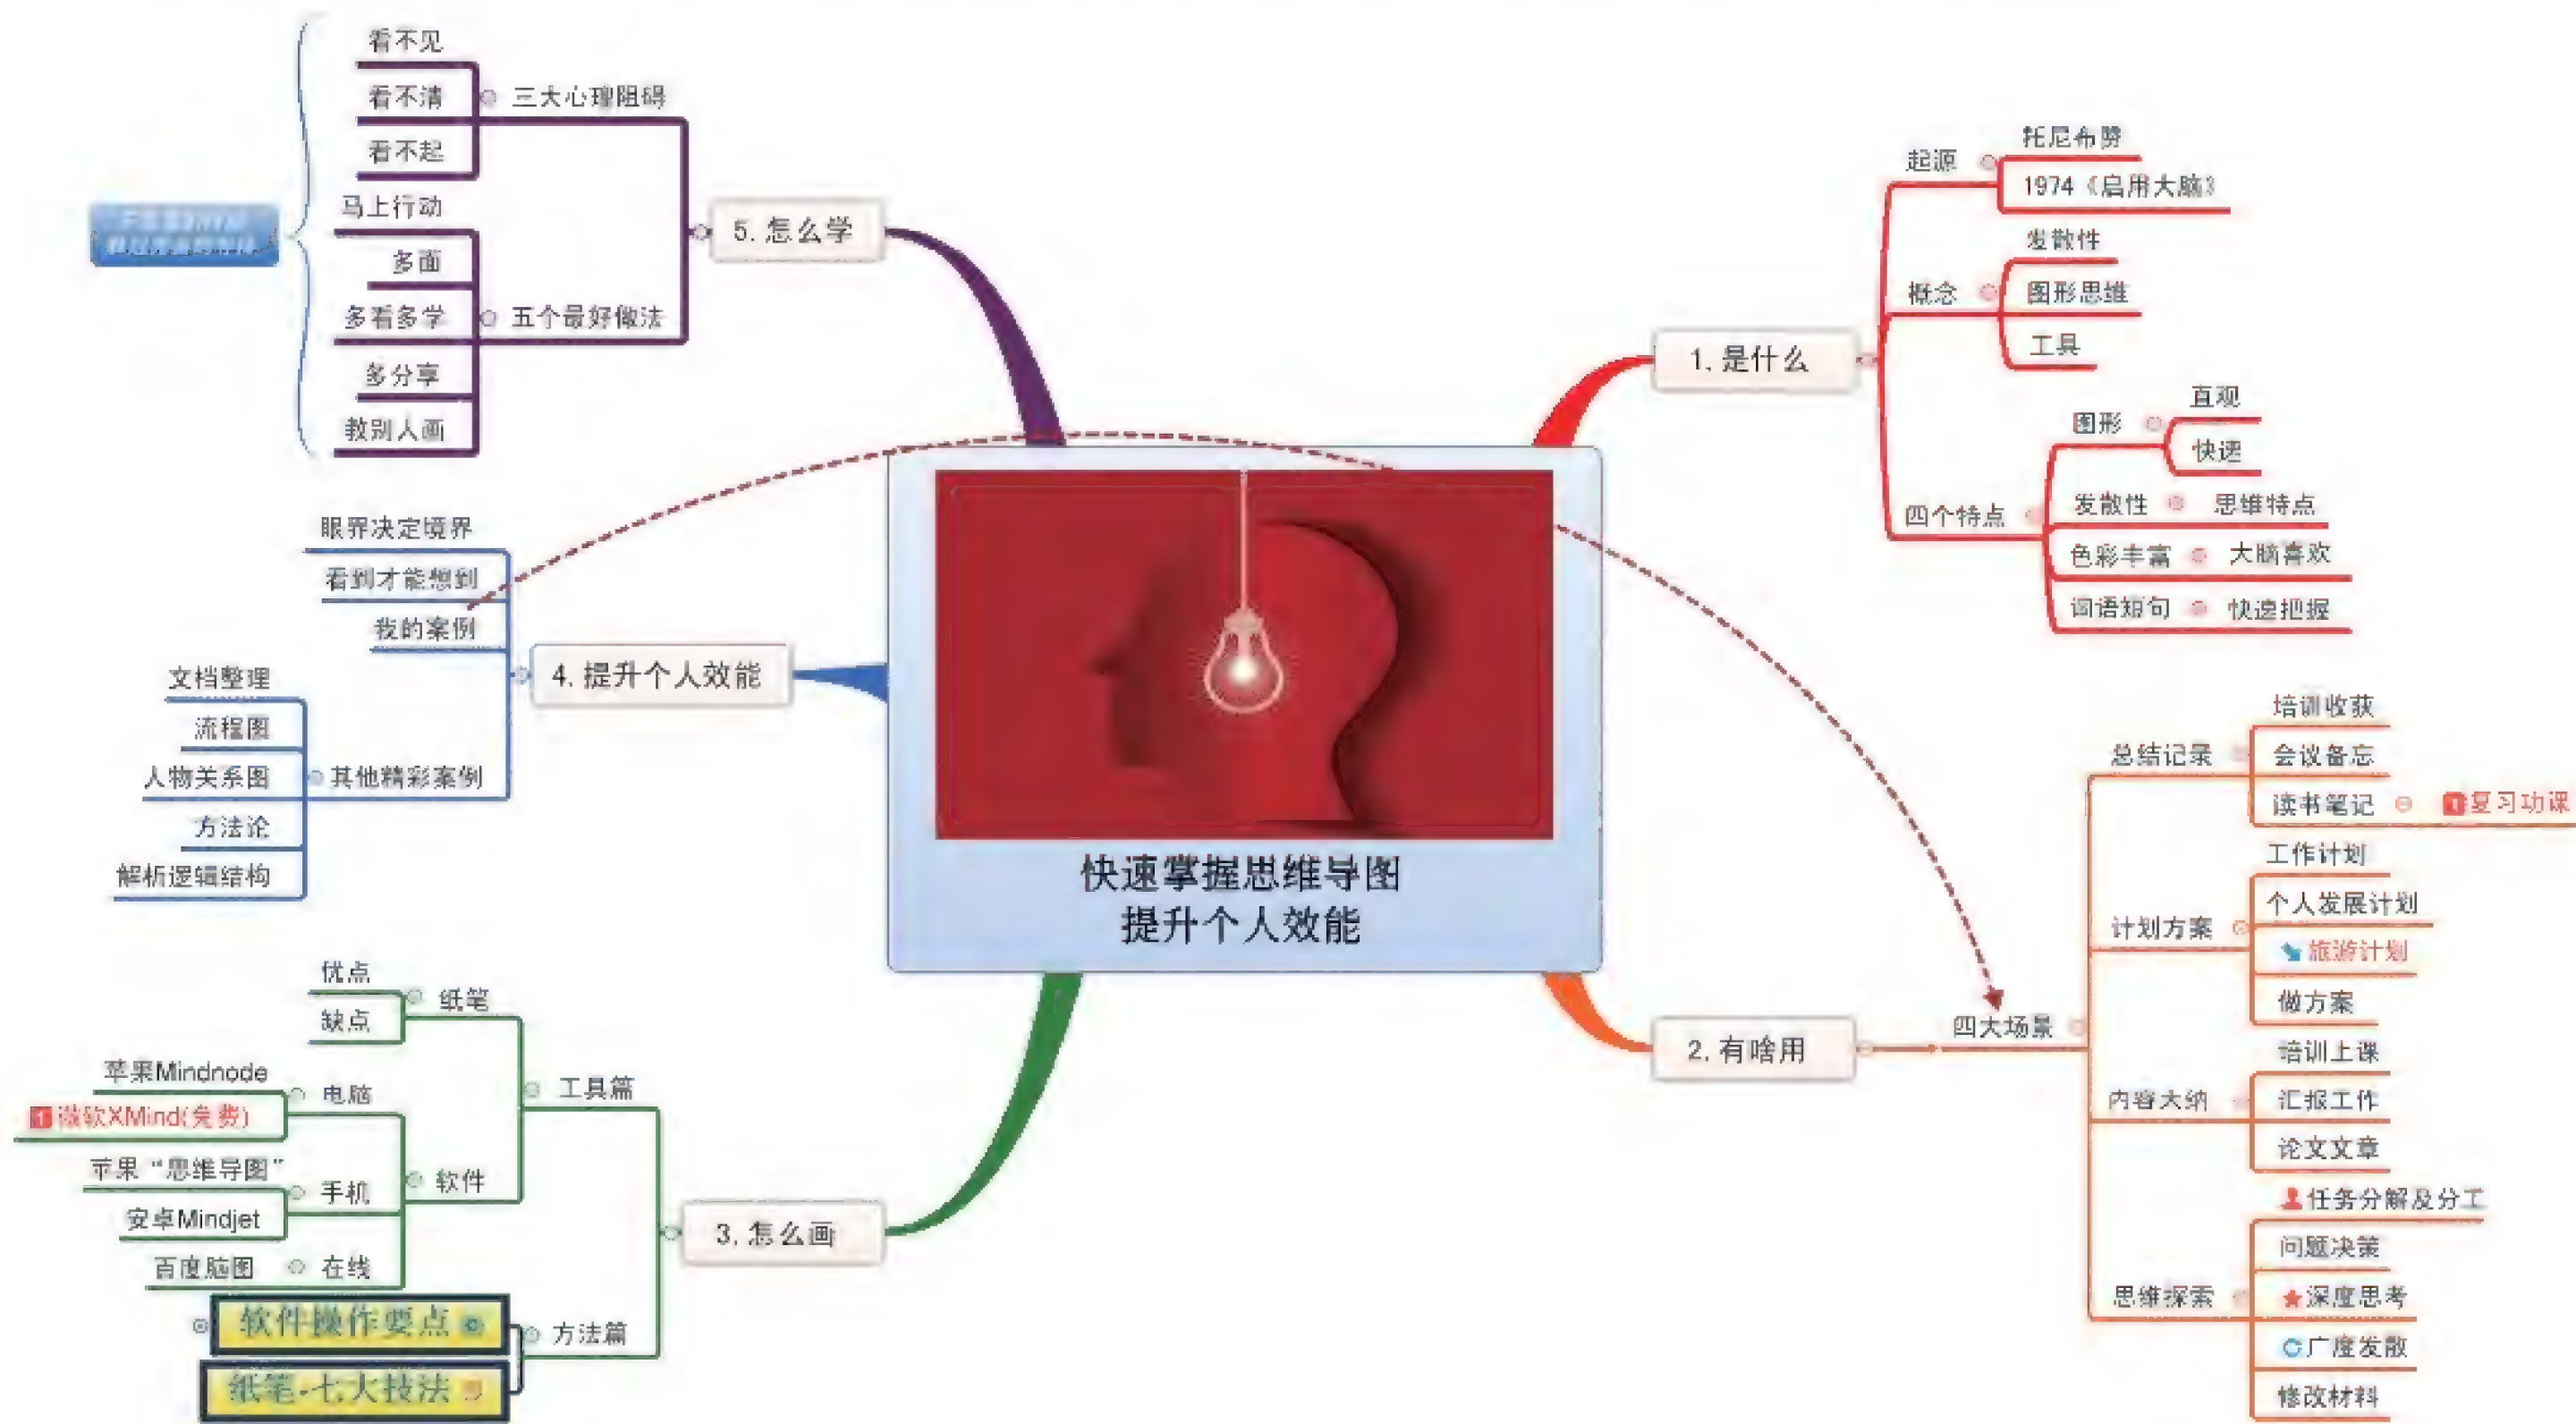 快速掌握思维导图
提升个人效能
1. 是什么
起源
托尼布赞
1974《启用大脑》
概念
发散性
图形思维
工具
四个特点
图形
直观
快速
发散性
思维特点
色彩丰富
大脑喜欢
词语短句
快速把握
2. 有啥用
四大场景
总结记录
培训收获
会议备忘
读书笔记
1 复习功课
计划方案
工作计划
个人发展计划
旅游计划
做方案
内容大纳
培训上课
汇报工作
论文文章
思维探索
任务分解及分工
问题决策
深度思考
广度发散
修改材料
3. 怎么画
工具篇
纸笔
优点
缺点
软件
电脑
苹果Mindnode
1 微软XMind(免费)
手机
苹果“思维导图”
安卓Mindjet
在线
百度脑图
方法篇
软件操作要点
纸笔·七大技法
4. 提升个人效能
眼界决定境界
看到才能想到
我的案例
其他精彩案例
文档整理
流程图
人物关系图
方法论
解析逻辑结构
5. 怎么学
三大心理阻碍
看不见
看不清
看不起
五个最好做法
马上行动
多画
多看多学
多分享
教别人画